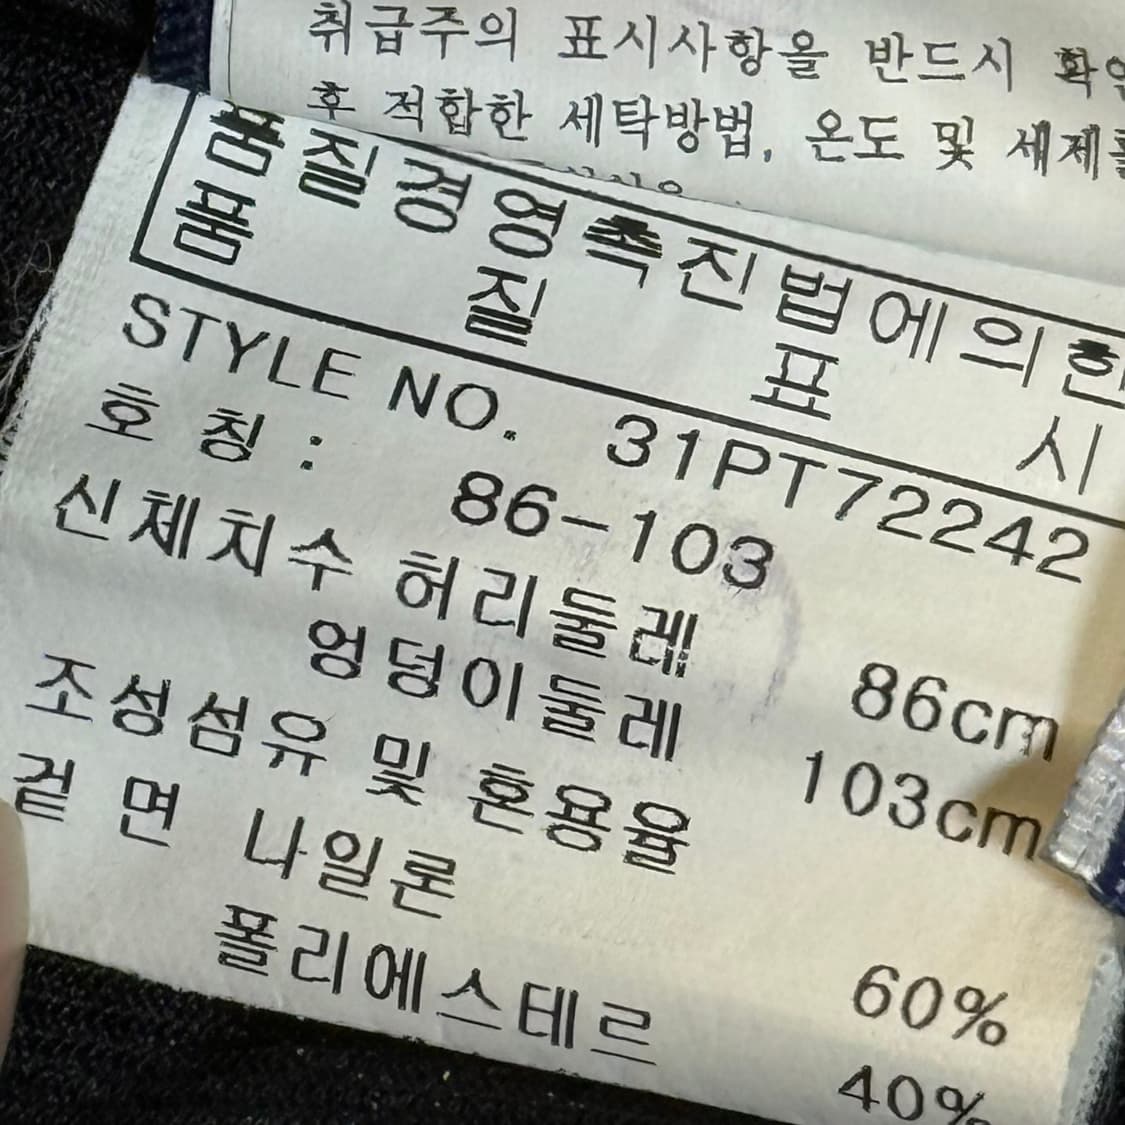 취급주의 표시사항을 반드시 확인
후 적합한 세탁방법, 온도 및 세제를
품질경영촉진법에의한
품 질 표 시
STYLE NO. 31PT72242
호 칭 : 86-103
신체치수 허리둘레 86cm
엉덩이둘레 103cm
조성섬유 및 혼용율
겉 면 나일론 60%
폴리에스테르 40%